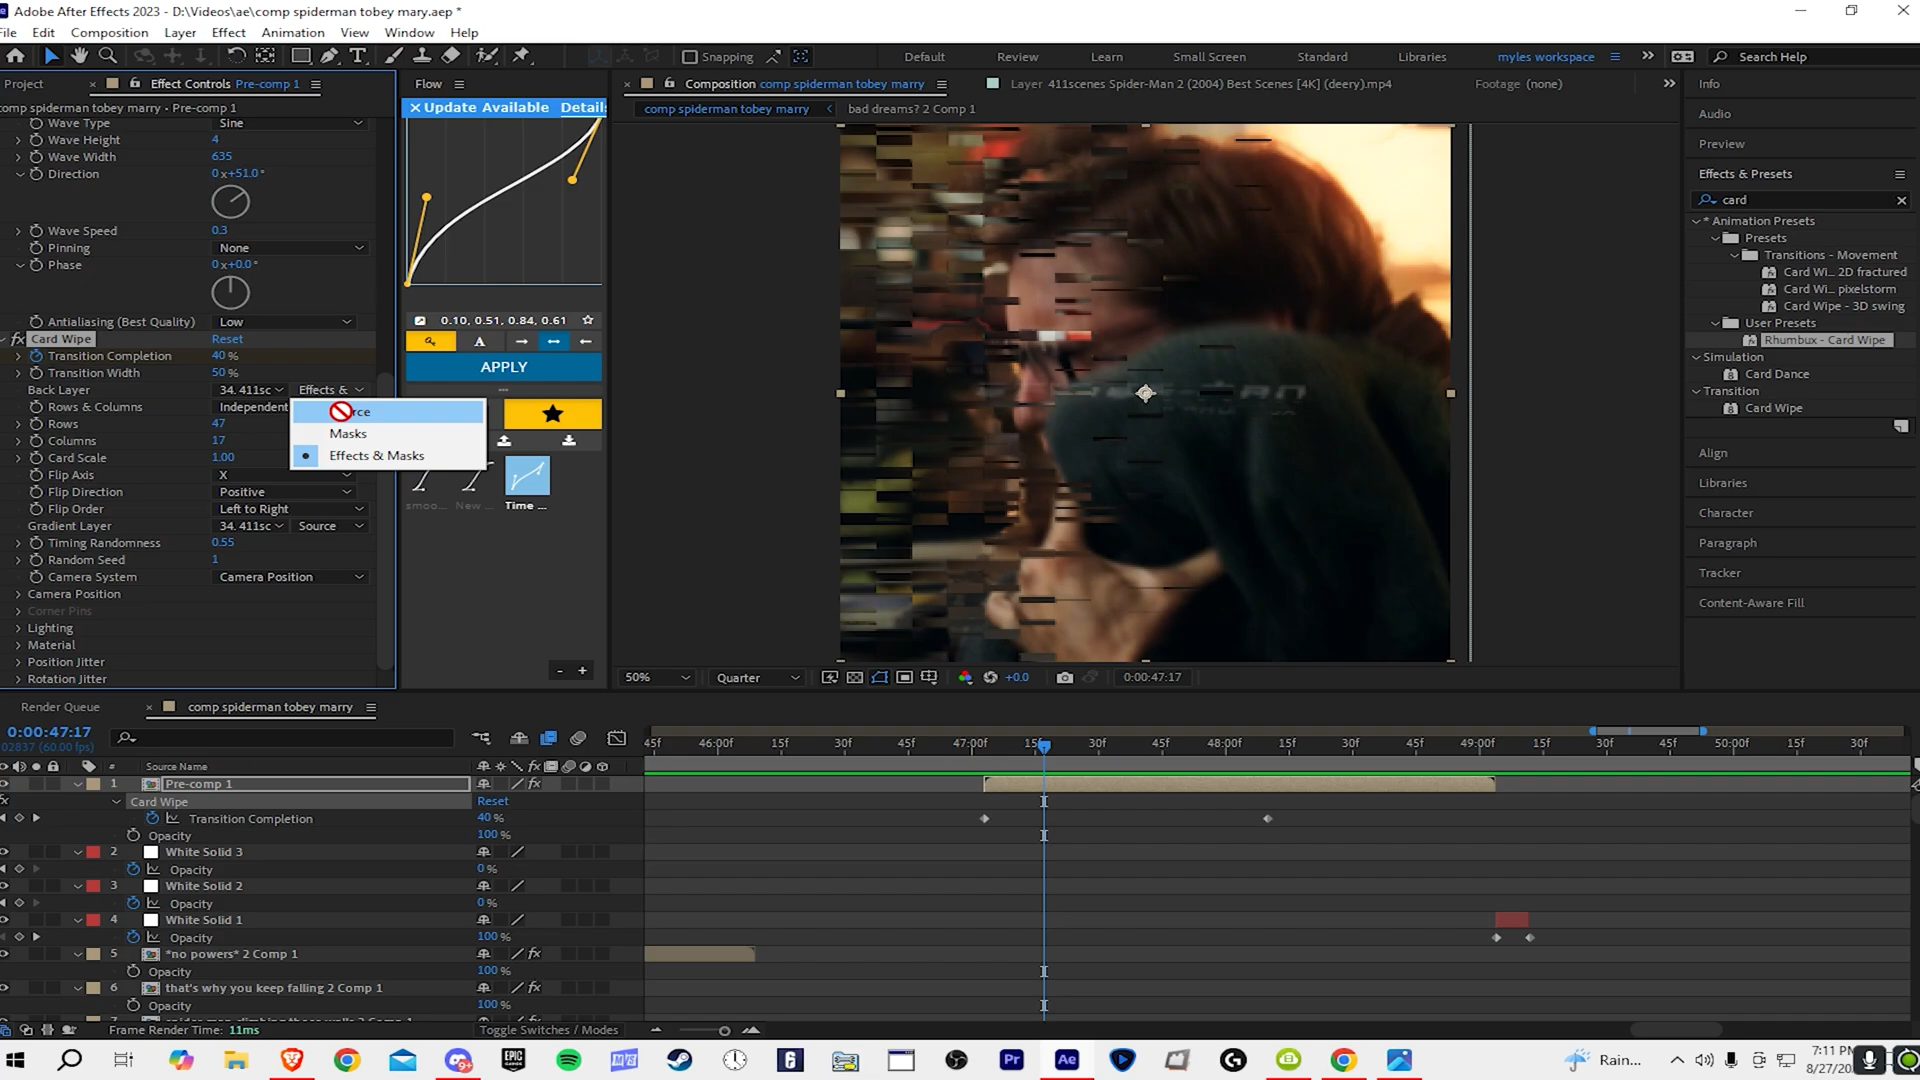 Adobe After Effects 2023 - D:\Videos\ae\comp spiderman tobey mary.aep *
File Edit Composition Layer Effect Animation View Window Help
Snapping
Default Review Learn Small Screen Standard Libraries myles workspace
Search Help
Project
Effect Controls Pre-comp 1
comp spiderman tobey marry • Pre-comp 1
Wave Type Sine
Wave Height 4
Wave Width 635
Direction 0x+51.0°
Wave Speed 0.3
Pinning None
Phase 0x+0.0°
Antialiasing (Best Quality) Low
fx Card Wipe Reset
Transition Completion 40 %
Transition Width 50 %
Back Layer 34. 411sc Effects &
Rows & Columns Independent
Rows 47
Columns 17
Card Scale 1.00
Flip Axis X
Flip Direction Positive
Flip Order Left to Right
Gradient Layer 34. 411sc Source
Timing Randomness 0.55
Random Seed 1
Camera System Camera Position
Camera Position
Corner Pins
Lighting
Material
Position Jitter
Rotation Jitter
rce
Masks
Effects & Masks
Flow
Update Available Details
0.10, 0.51, 0.84, 0.61
A
APPLY
smoo... New ... Time ...
- +
Composition comp spiderman tobey marry
Layer 411scenes Spider-Man 2 (2004) Best Scenes [4K] (deery).mp4
Footage (none)
comp spiderman tobey marry
bad dreams? 2 Comp 1
50% Quarter +0.0 0:00:47:17
Info
Audio
Preview
Effects & Presets
card
* Animation Presets
Presets
Transitions - Movement
Card Wi... 2D fractured
Card Wi... pixelstorm
Card Wipe - 3D swing
User Presets
Rhumbux - Card Wipe
Simulation
Card Dance
Transition
Card Wipe
Align
Libraries
Character
Paragraph
Tracker
Content-Aware Fill
Render Queue
comp spiderman tobey marry
0:00:47:17
02837 (60.00 fps)
45f 46:00f 15f 30f 45f 47:00f 15f 30f 45f 48:00f 15f 30f 45f 49:00f 15f 30f 45f 50:00f 15f 30f
# Source Name
1 Pre-comp 1
Card Wipe Reset
Transition Completion 40 %
Opacity 100 %
2 White Solid 3
Opacity 0 %
3 White Solid 2
Opacity 0 %
4 White Solid 1
Opacity 100 %
5 *no powers* 2 Comp 1
Opacity 100 %
6 that's why you keep falling 2 Comp 1
Opacity 100 %
Frame Render Time: 11ms
Toggle Switches / Modes
EPIC GAMES
6
Pr
Ae
Rain...
7:11 PM
8/27/20